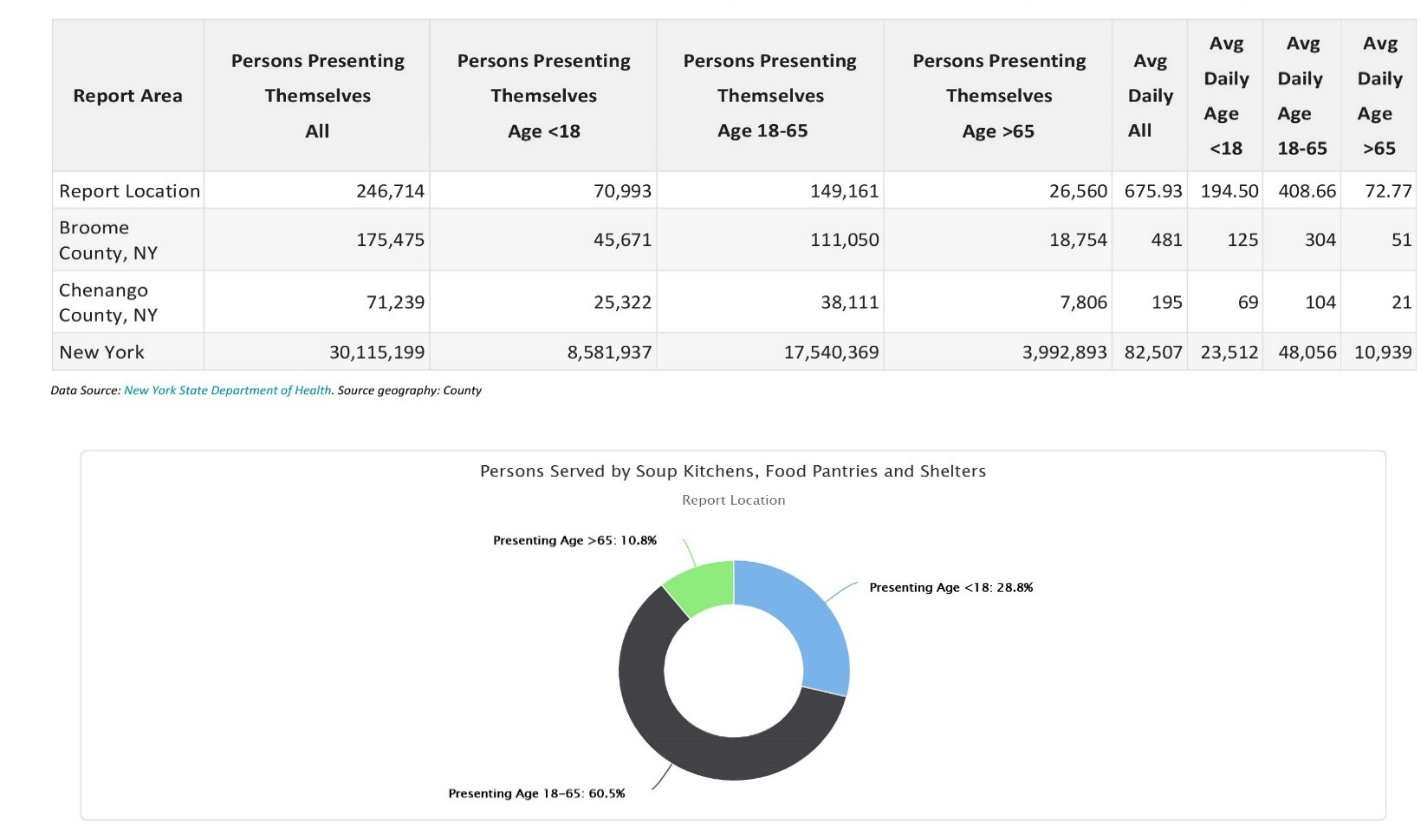 Report Area | Persons Presenting Themselves All | Persons Presenting Themselves Age <18 | Persons Presenting Themselves Age 18-65 | Persons Presenting Themselves Age >65 | Avg Daily All | Avg Daily Age <18 | Avg Daily Age 18-65 | Avg Daily Age >65
Report Location 246,714 70,993 149,161 26,560 675.93 194.50 408.66 72.77
Broome County, NY 175,475 45,671 111,050 18,754 481 125 304 51
Chenango County, NY 71,239 25,322 38,111 7,806 195 69 104 21
New York 30,115,199 8,581,937 17,540,369 3,992,893 82,507 23,512 48,056 10,939
Data Source: New York State Department of Health. Source geography: County
Persons Served by Soup Kitchens, Food Pantries and Shelters
Report Location
Presenting Age >65: 10.8%
Presenting Age <18: 28.8%
Presenting Age 18-65: 60.5%